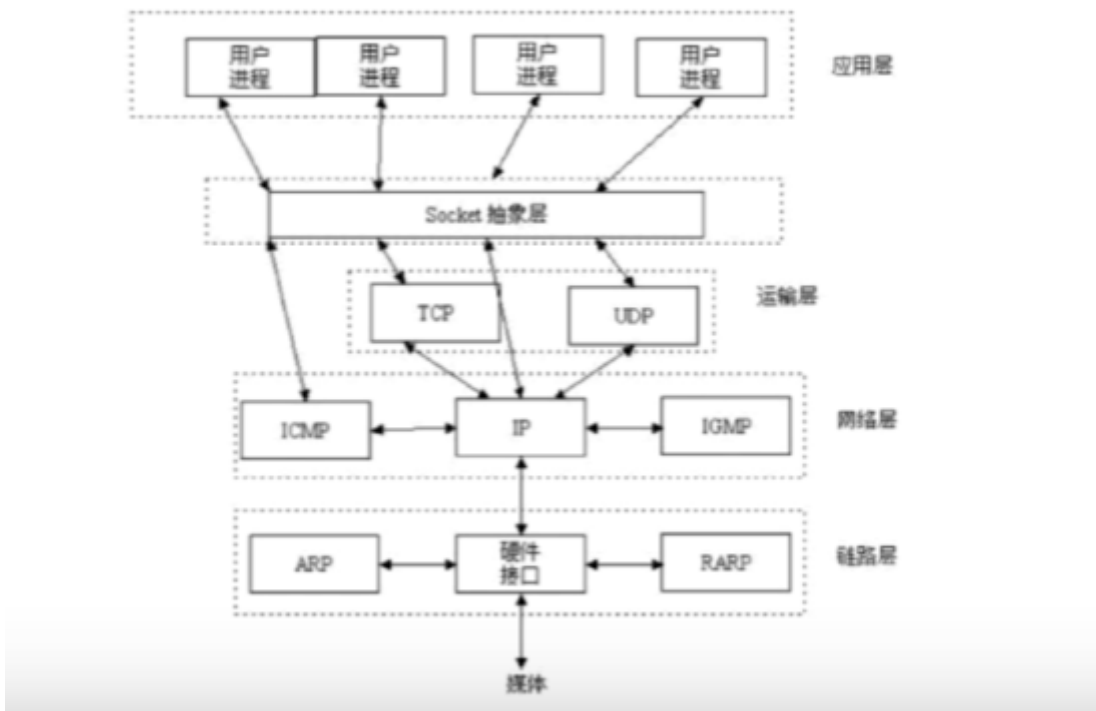 用户
进程
用户
进程
用户
进程
用户
进程
应用层
Socket 抽象层
运输层
TCP
UDP
网络层
ICMP
IP
IGMP
链路层
ARP
硬件
接口
RARP
媒体